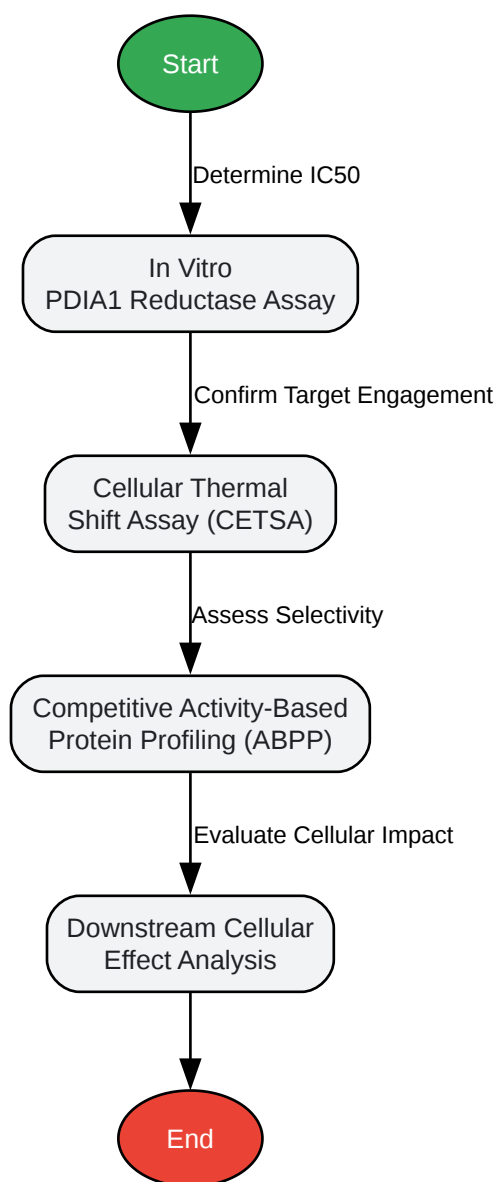 Start
Determine IC50
In Vitro
PDIA1 Reductase Assay
Confirm Target Engagement
Cellular Thermal
Shift Assay (CETSA)
Assess Selectivity
Competitive Activity-Based
Protein Profiling (ABPP)
Evaluate Cellular Impact
Downstream Cellular
Effect Analysis
End